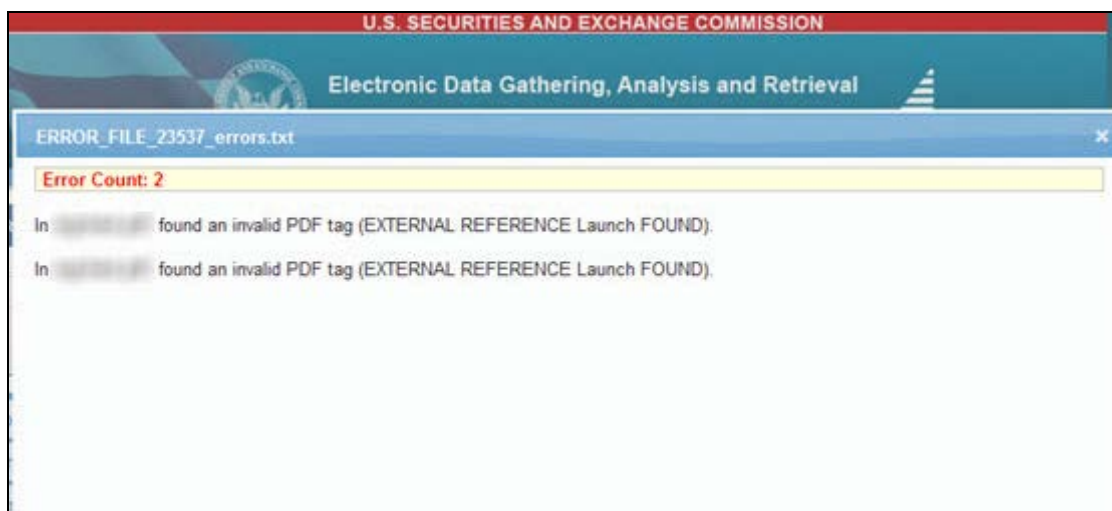 U.S. SECURITIES AND EXCHANGE COMMISSION
Electronic Data Gathering, Analysis and Retrieval
ERROR_FILE_23537_errors.txt
Error Count: 2
In found an invalid PDF tag (EXTERNAL REFERENCE Launch FOUND).
In found an invalid PDF tag (EXTERNAL REFERENCE Launch FOUND).